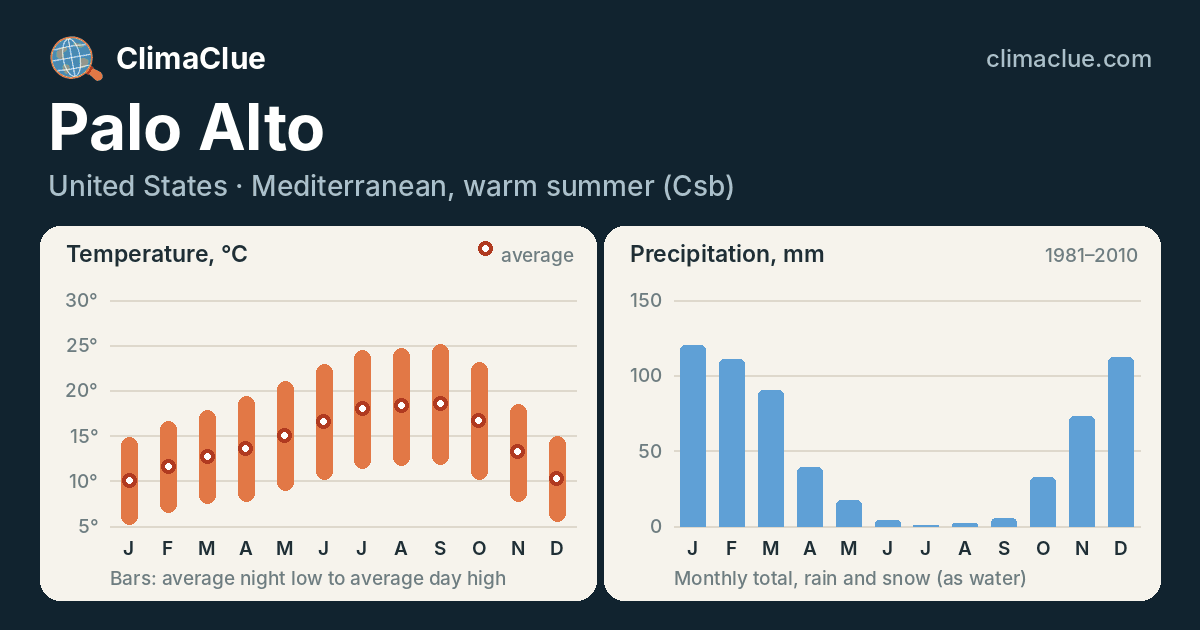 ClimaClue
climaclue.com
Palo Alto
United States · Mediterranean, warm summer (Csb)
Temperature, °C
average
30°
25°
20°
15°
10°
5°
J F M A M J J A S O N D
Bars: average night low to average day high
Precipitation, mm
1981–2010
150
100
50
0
J F M A M J J A S O N D
Monthly total, rain and snow (as water)